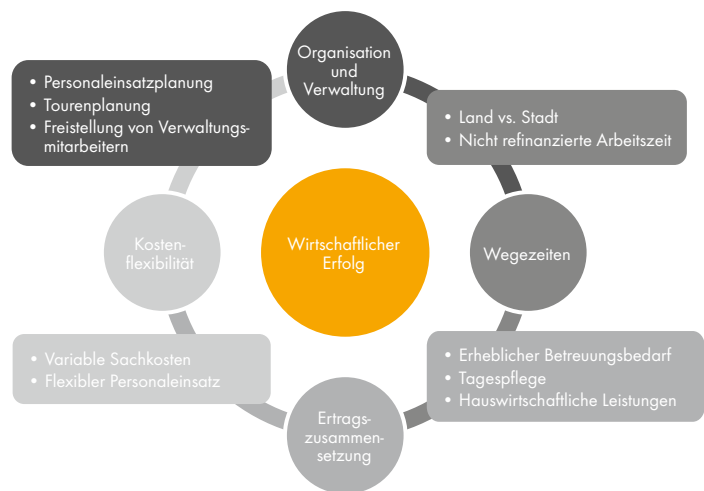 Organisation
und
Verwaltung
• Personaleinsatzplanung
• Tourenplanung
• Freistellung von Verwaltungs-
mitarbeitern
• Land vs. Stadt
• Nicht refinanzierte Arbeitszeit
Kosten-
flexibilität
Wirtschaftlicher
Erfolg
Wegezeiten
• Variable Sachkosten
• Flexibler Personaleinsatz
• Erheblicher Betreuungsbedarf
• Tagespflege
• Hauswirtschaftliche Leistungen
Ertrags-
zusammen-
setzung